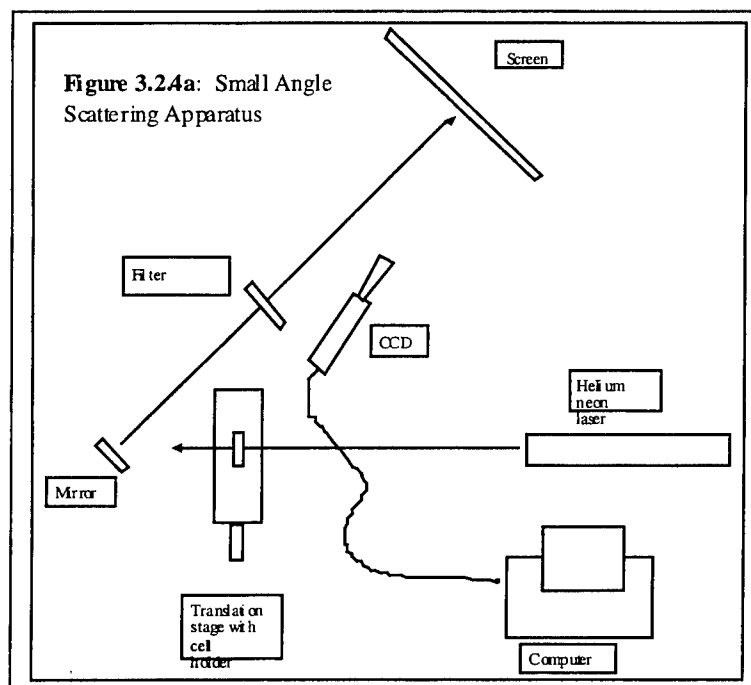 Figure 3.2.4a: Small Angle
Scattering Apparatus
Screen
Filter
CCD
Helium
neon
laser
Mirror
Translation
stage with
cell
holder
Computer